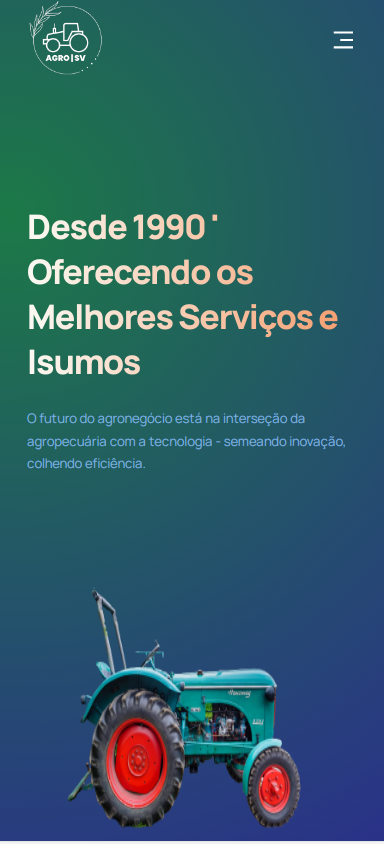 AGRO|SV
Desde 1990 '
Oferecendo os
Melhores Serviços e
Isumos
O futuro do agronegócio está na interseção da
agropecuária com a tecnologia - semeando inovação,
colhendo eficiência.